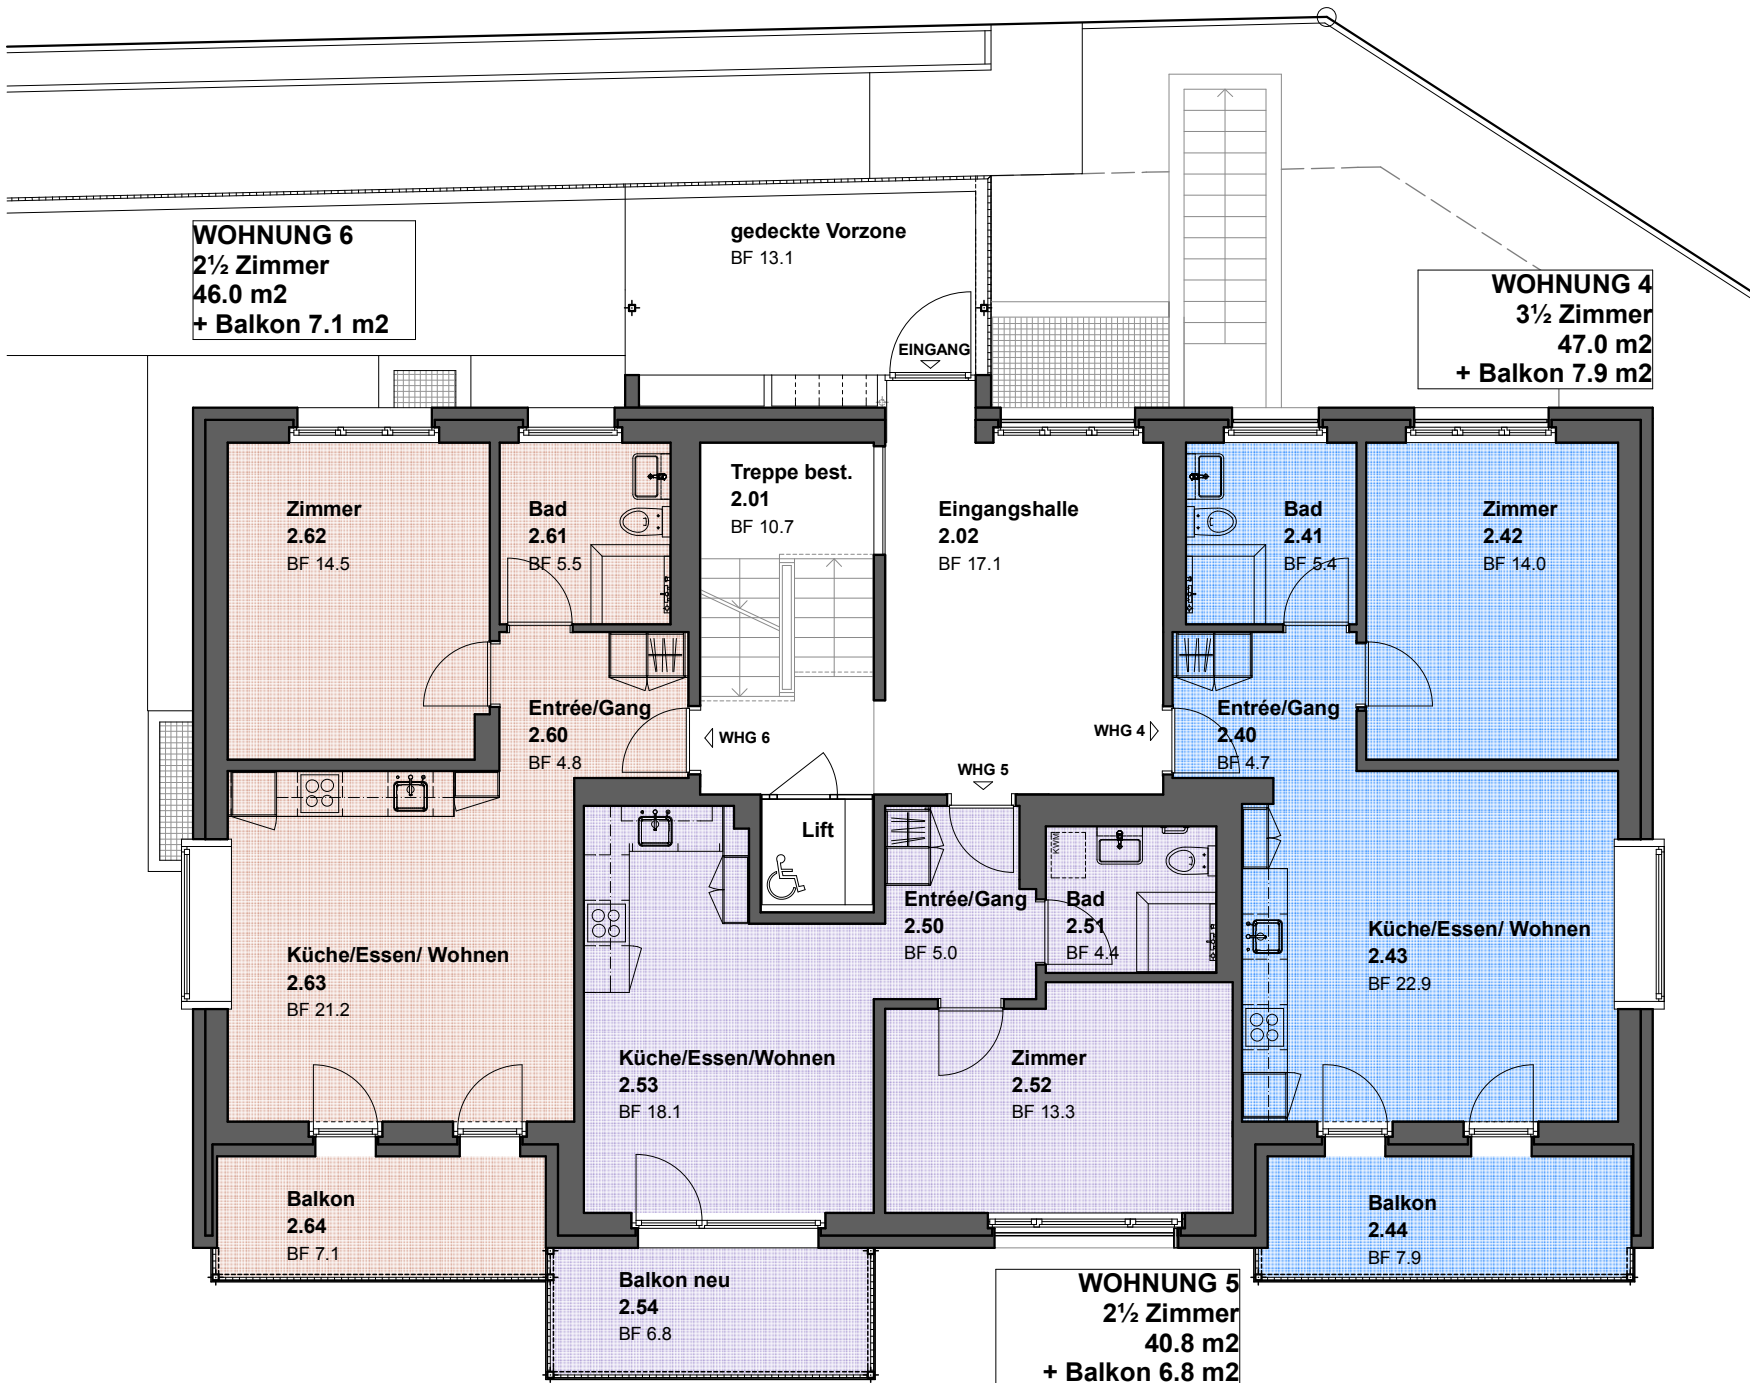 WOHNUNG 6
2½ Zimmer
46.0 m2
+ Balkon 7.1 m2
gedeckte Vorzone
BF 13.1
EINGANG
WOHNUNG 4
3½ Zimmer
47.0 m2
+ Balkon 7.9 m2
Zimmer
2.62
BF 14.5
Bad
2.61
BF 5.5
Treppe best.
2.01
BF 10.7
Eingangshalle
2.02
BF 17.1
Bad
2.41
BF 5.4
Zimmer
2.42
BF 14.0
Entrée/Gang
2.60
BF 4.8
WHG 6
WHG 4
WHG 5
Entrée/Gang
2.40
BF 4.7
Lift
KWM
Entrée/Gang
2.50
BF 5.0
Bad
2.51
BF 4.4
Küche/Essen/ Wohnen
2.63
BF 21.2
Küche/Essen/ Wohnen
2.43
BF 22.9
Küche/Essen/Wohnen
2.53
BF 18.1
Zimmer
2.52
BF 13.3
Balkon
2.64
BF 7.1
Balkon
2.44
BF 7.9
Balkon neu
2.54
BF 6.8
WOHNUNG 5
2½ Zimmer
40.8 m2
+ Balkon 6.8 m2